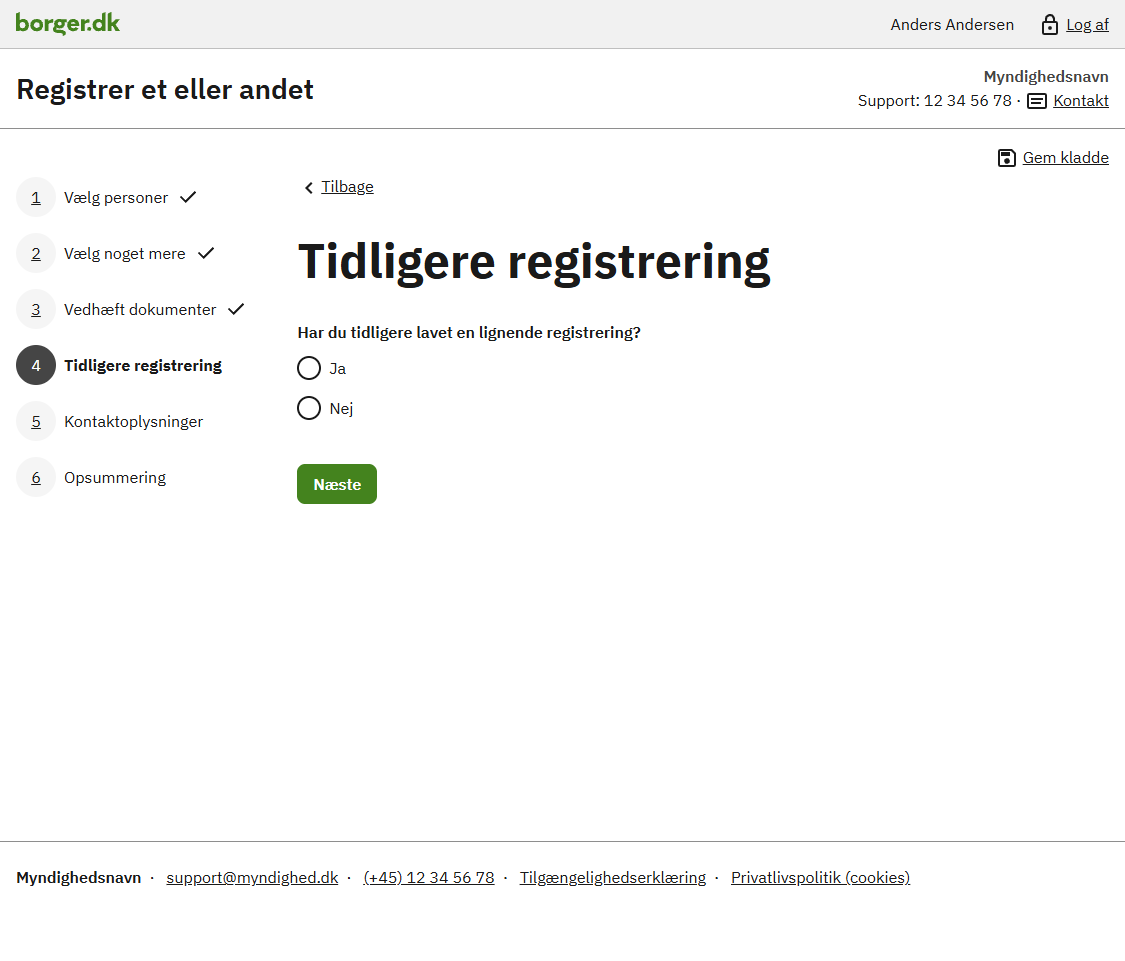 borger.dk
Anders Andersen
Log af
Registrer et eller andet
Myndighedsnavn
Support: 12 34 56 78 · Kontakt
Gem kladde
1 Vælg personer
2 Vælg noget mere
3 Vedhæft dokumenter
4 Tidligere registrering
5 Kontaktoplysninger
6 Opsummering
Tilbage
Tidligere registrering
Har du tidligere lavet en lignende registrering?
Ja
Nej
Næste
Myndighedsnavn · support@myndighed.dk · (+45) 12 34 56 78 · Tilgængelighedserklæring · Privatlivspolitik (cookies)